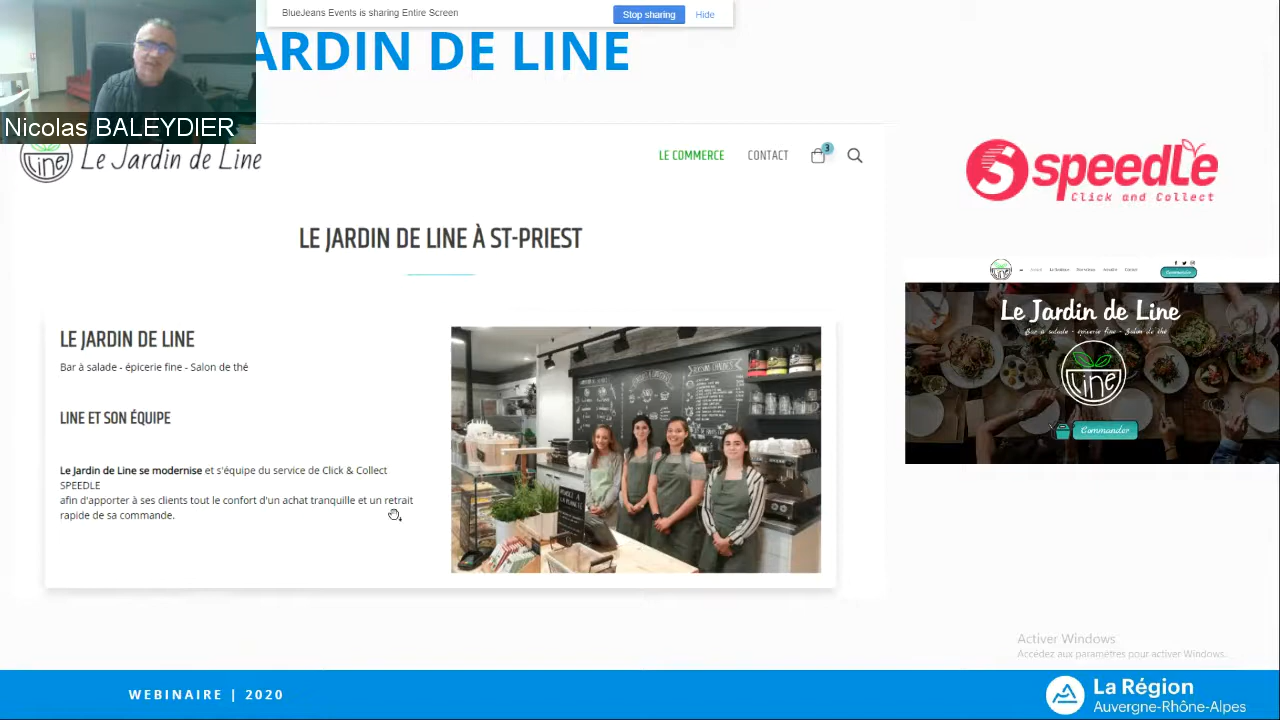 BlueJeans Events is sharing Entire Screen
Stop sharing
Hide
ARDIN DE LINE
Nicolas BALEYDIER
Line
Le Jardin de Line
LE COMMERCE
CONTACT
3
LE JARDIN DE LINE À ST-PRIEST
LE JARDIN DE LINE
Bar à salade - épicerie fine - Salon de thé
LINE ET SON ÉQUIPE
Le Jardin de Line se modernise et s'équipe du service de Click & Collect
SPEEDLE
afin d'apporter à ses clients tout le confort d'un achat tranquille et un retrait
rapide de sa commande.
speedle
Click and Collect
Contact
Commander
Le Jardin de Line
Bar à salade - épicerie fine - Salon de thé
Line
Commander
Activer Windows
Accédez aux paramètres pour activer Windows.
WEBINAIRE | 2020
La Région
Auvergne-Rhône-Alpes